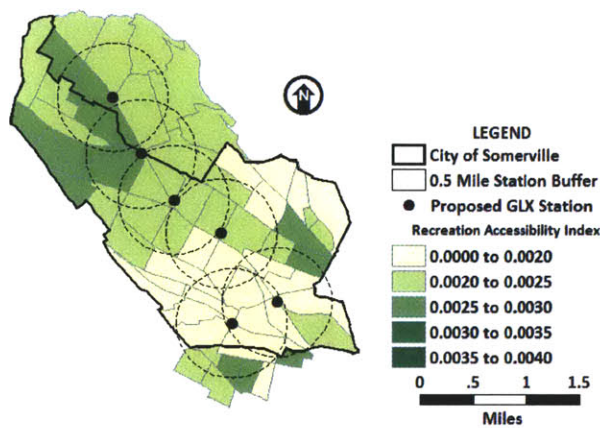 N
LEGEND
City of Somerville
0.5 Mile Station Buffer
Proposed GLX Station
Recreation Accessibility Index
0.0000 to 0.0020
0.0020 to 0.0025
0.0025 to 0.0030
0.0030 to 0.0035
0.0035 to 0.0040
0 .5 1 1.5
Miles